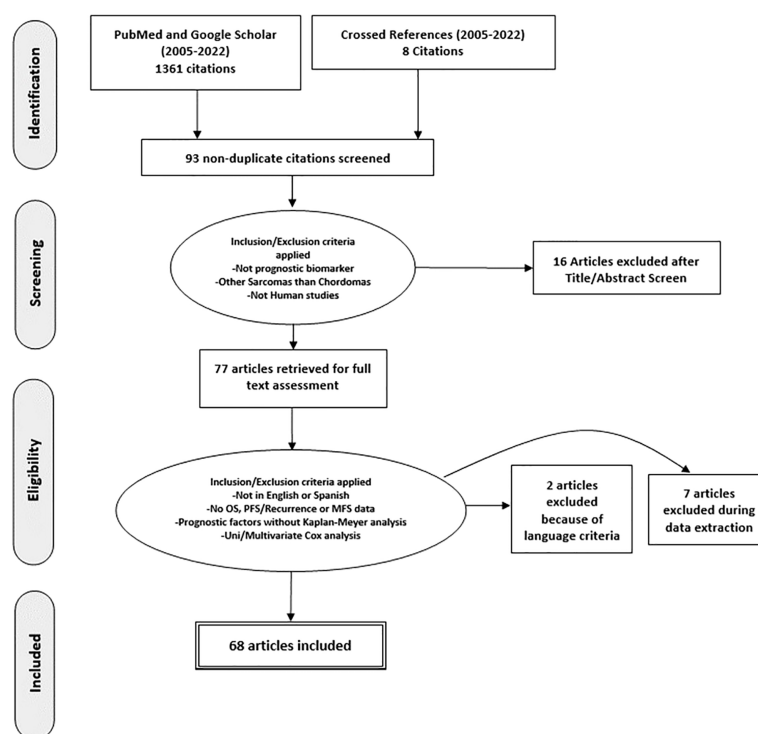 Identification
PubMed and Google Scholar
(2005-2022)
1361 citations
Crossed References (2005-2022)
8 Citations
93 non-duplicate citations screened
Screening
Inclusion/Exclusion criteria
applied
-Not prognostic biomarker
-Other Sarcomas than Chordomas
-Not Human studies
16 Articles excluded after
Title/Abstract Screen
77 articles retrieved for full
text assessment
Eligibility
Inclusion/Exclusion criteria applied
-Not in English or Spanish
-No OS, PFS/Recurrence or MFS data
-Prognostic factors without Kaplan-Meyer analysis
-Uni/Multivariate Cox analysis
2 articles
excluded
because of
language criteria
7 articles
excluded during
data extraction
Included
68 articles included